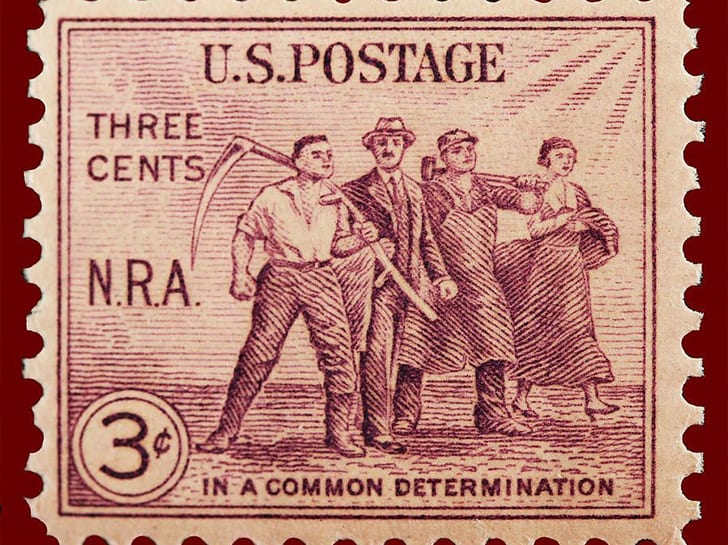 U.S.POSTAGE
THREE
CENTS
N.R.A.
3¢
IN A COMMON DETERMINATION